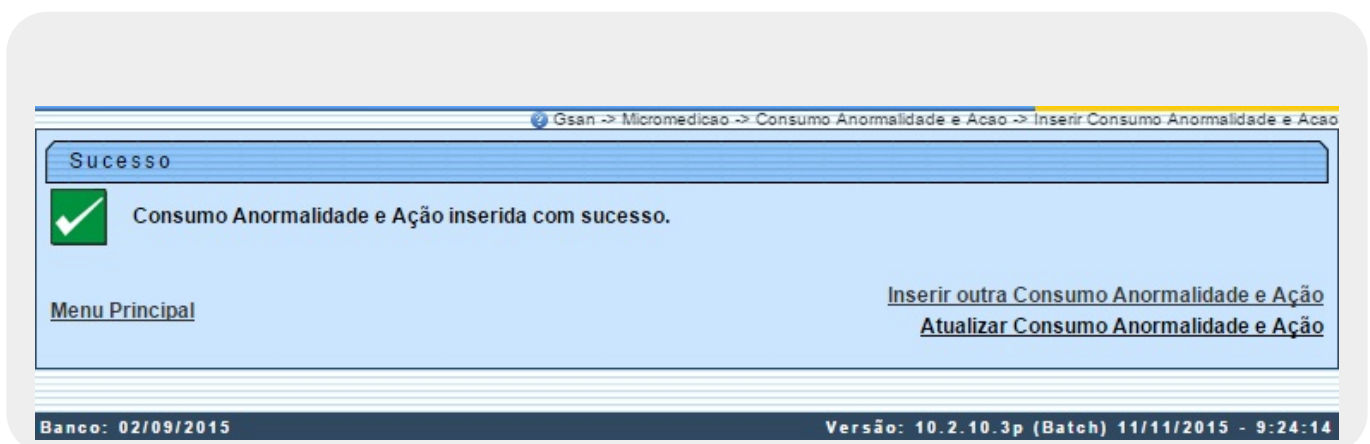 Gsan -> Micromedicao -> Consumo Anormalidade e Acao -> Inserir Consumo Anormalidade e Acao
Sucesso
Consumo Anormalidade e Ação inserida com sucesso.
Inserir outra Consumo Anormalidade e Ação
Menu Principal
Atualizar Consumo Anormalidade e Ação
Banco: 02/09/2015 Versão: 10.2.10.3p (Batch) 11/11/2015 - 9:24:14